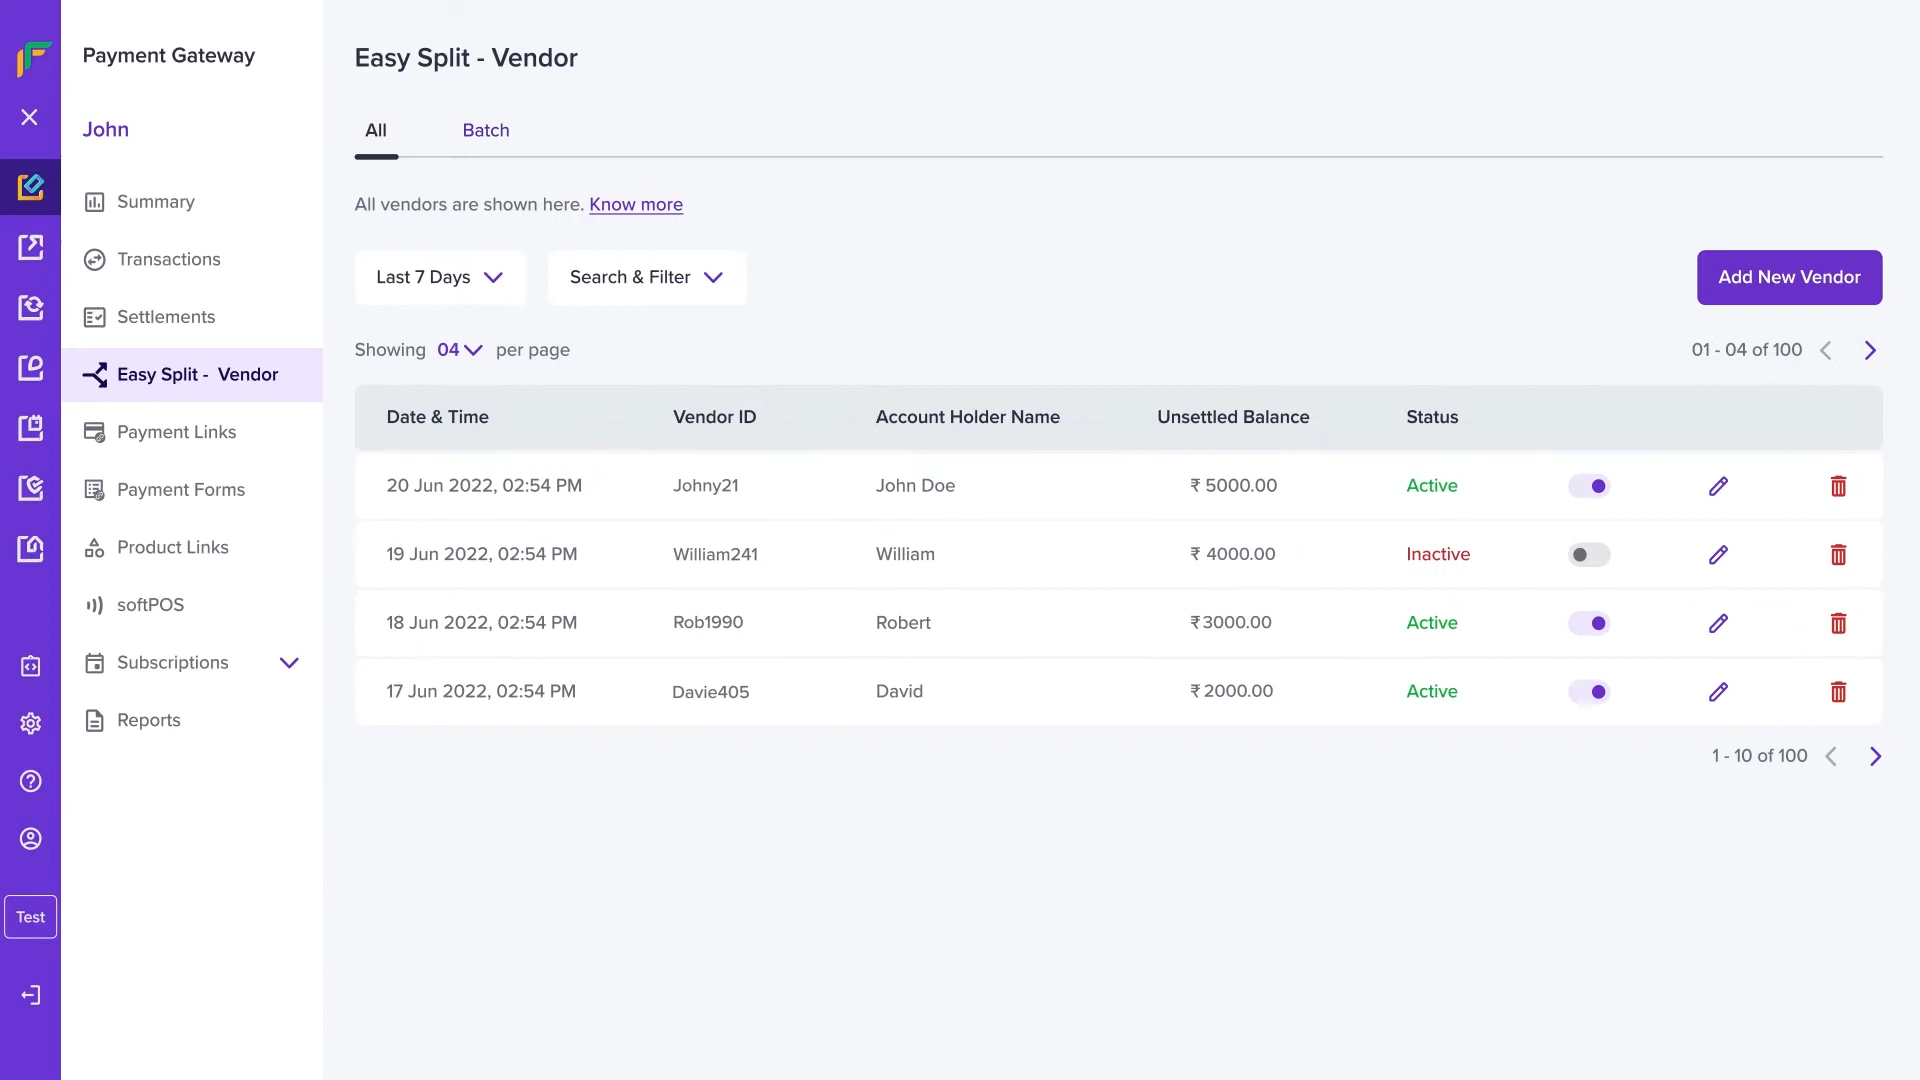 Payment Gateway
John
Summary
Transactions
Settlements
Easy Split - Vendor
Payment Links
Payment Forms
Product Links
softPOS
Subscriptions
Reports
Test
Easy Split - Vendor
All Batch
All vendors are shown here. Know more
Last 7 Days Search & Filter Add New Vendor
Showing 04 per page 01 - 04 of 100
Date & Time Vendor ID Account Holder Name Unsettled Balance Status
20 Jun 2022, 02:54 PM Johny21 John Doe ₹ 5000.00 Active
19 Jun 2022, 02:54 PM William241 William ₹ 4000.00 Inactive
18 Jun 2022, 02:54 PM Rob1990 Robert ₹3000.00 Active
17 Jun 2022, 02:54 PM Davie405 David ₹2000.00 Active
1 - 10 of 100